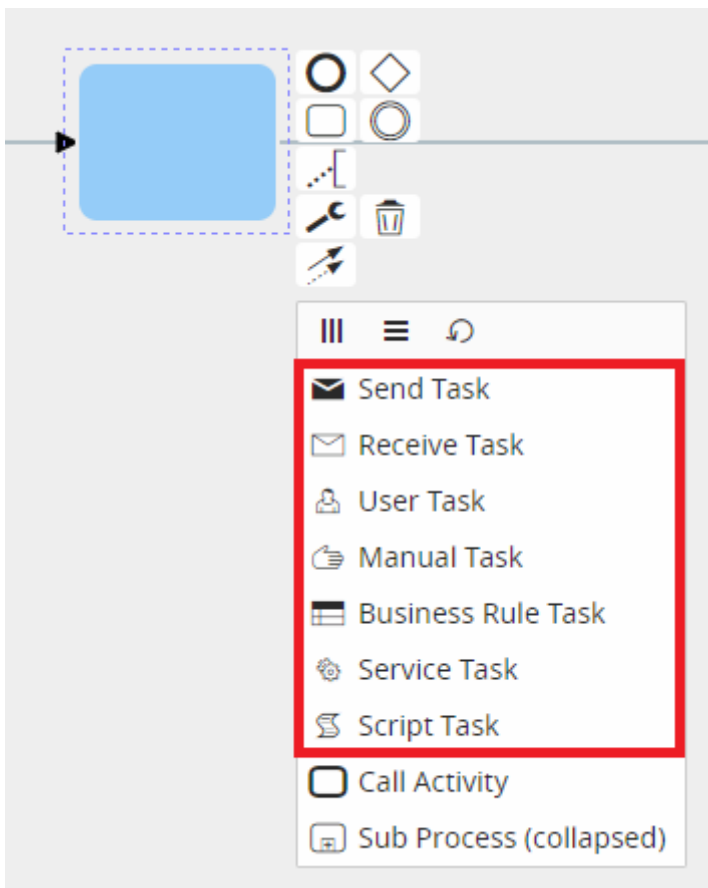 Send Task
Receive Task
User Task
Manual Task
Business Rule Task
Service Task
Script Task
Call Activity
Sub Process (collapsed)